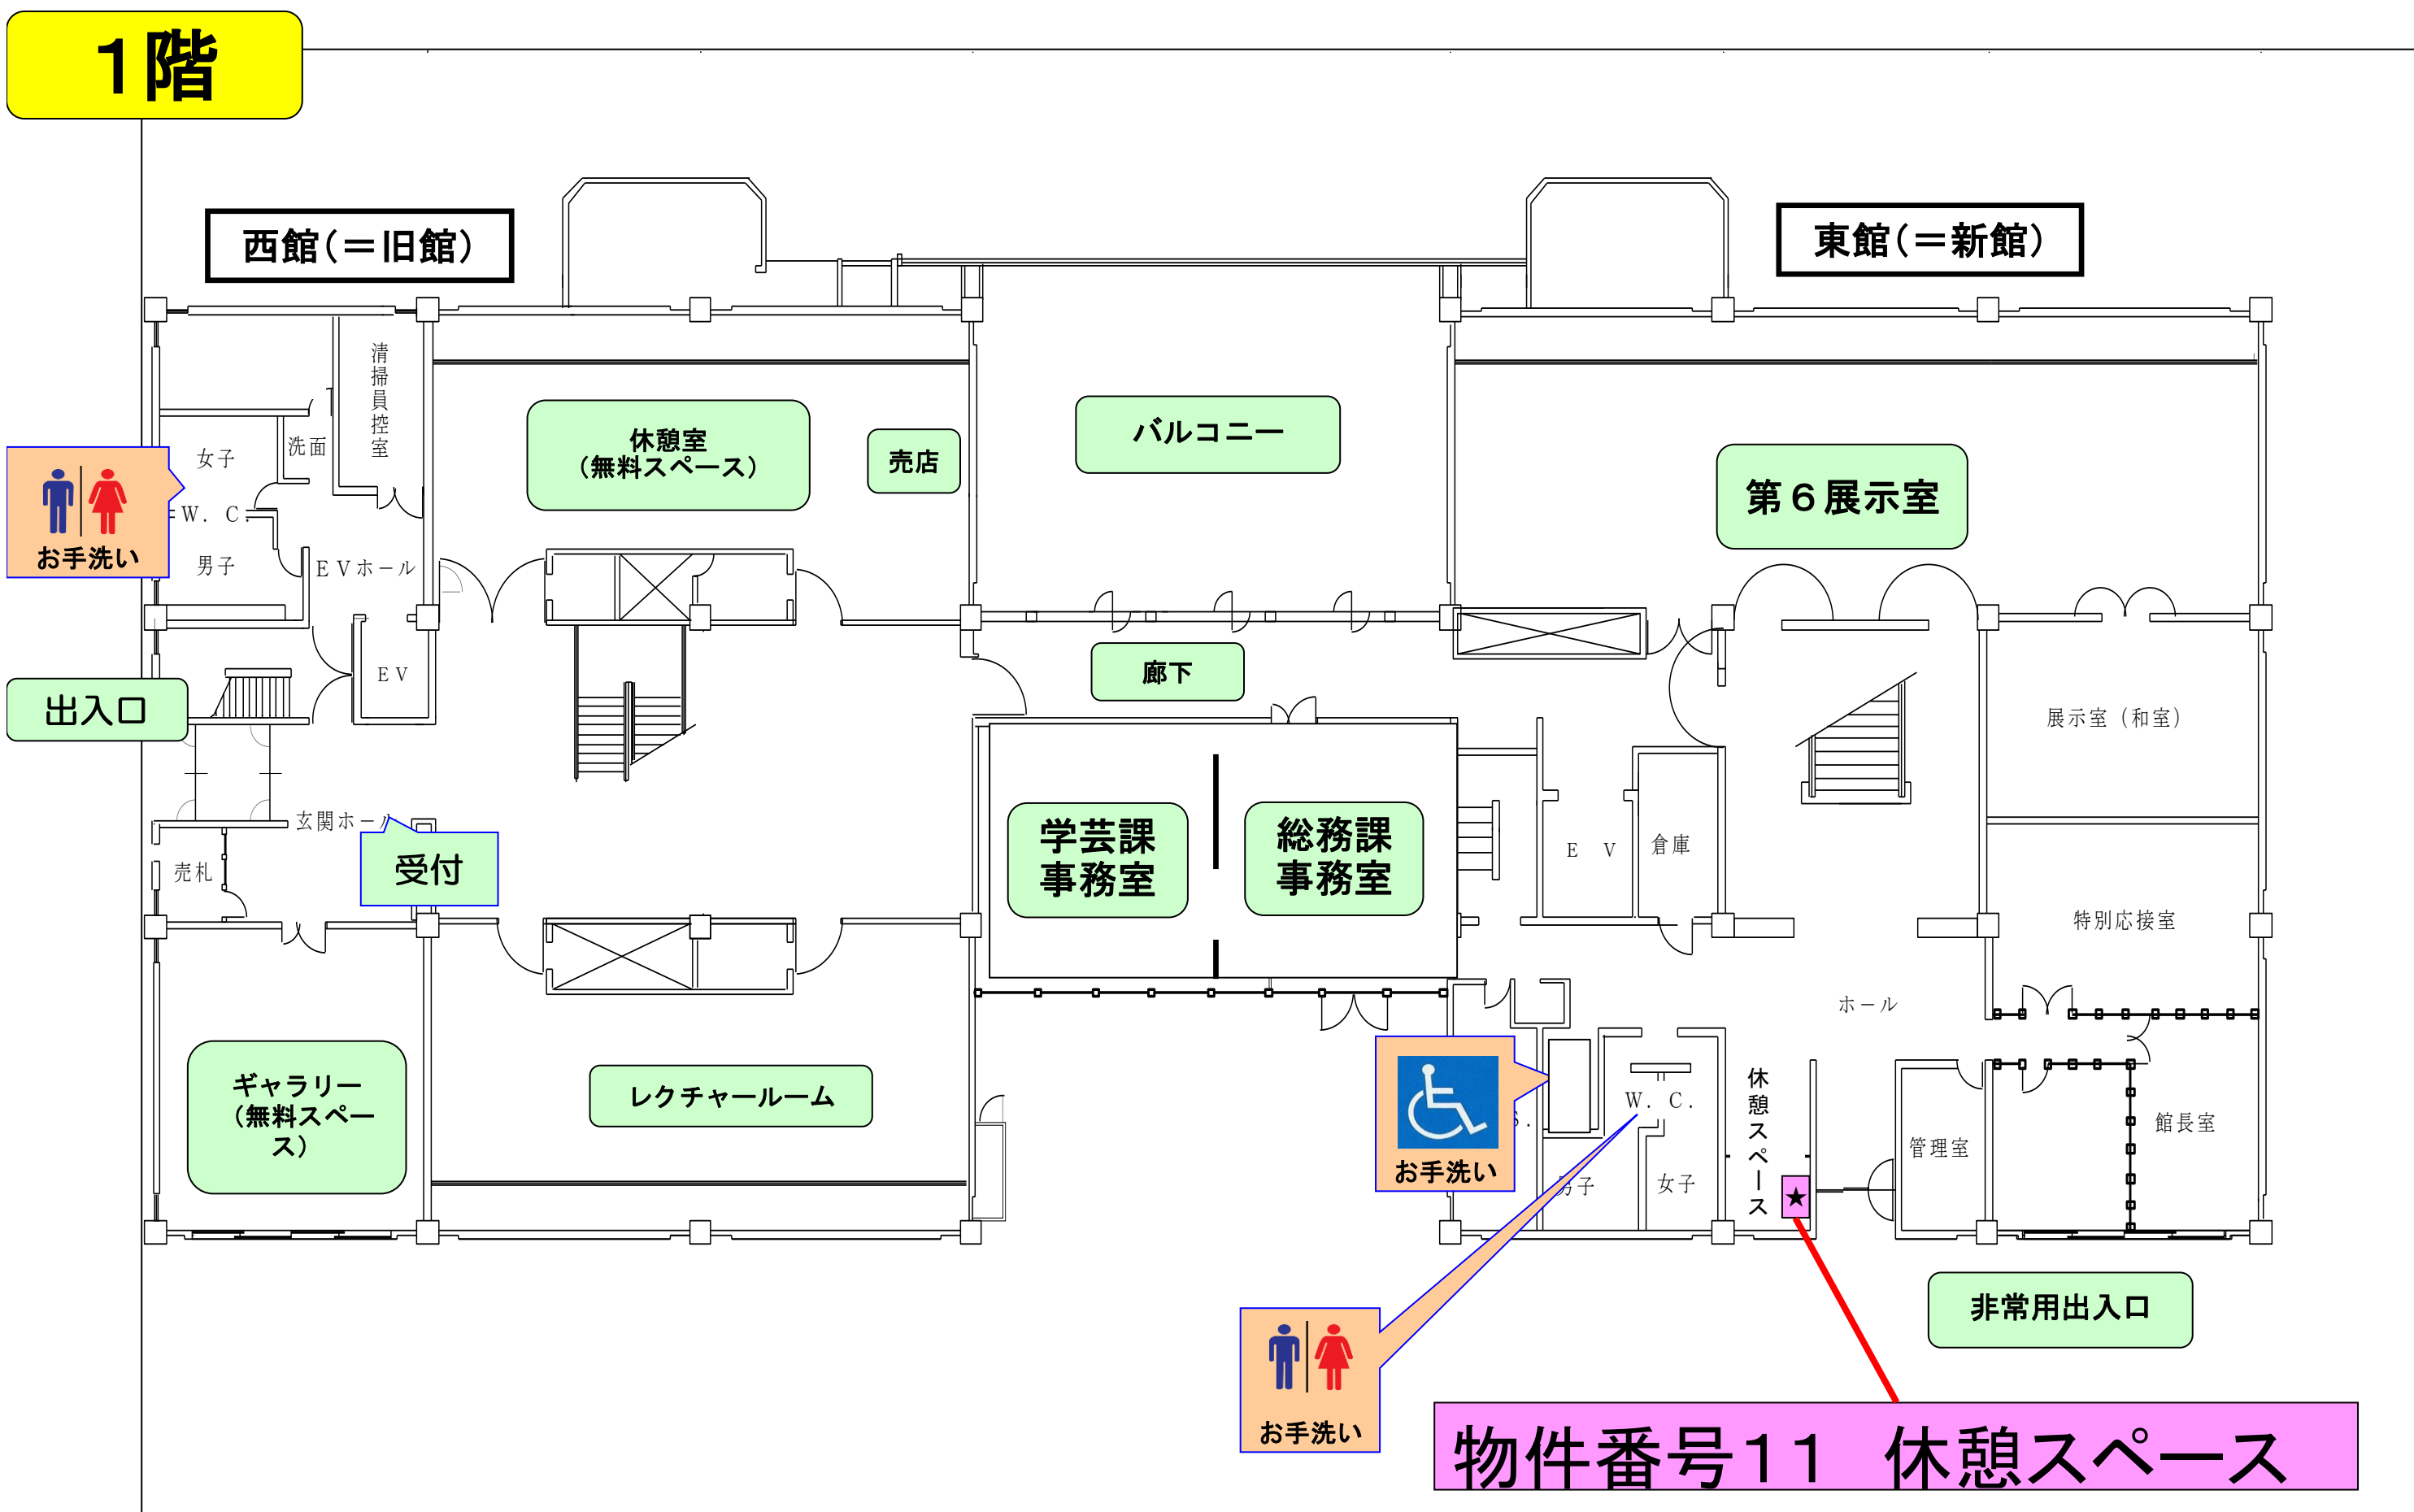 １階
西館(＝旧館)
東館(＝新館)
清掃員控室
女子
洗面
W. C.
男子
お手洗い
EVホール
EV
休憩室
(無料スペース)
売店
バルコニー
第６展示室
出入口
廊下
展示室(和室)
玄関ホール
受付
売札
学芸課
事務室
総務課
事務室
E V
倉庫
特別応接室
ホール
ギャラリー
(無料スペー
ス)
レクチャールーム
お手洗い
S.
W. C.
男子
女子
休憩スペース
★
管理室
館長室
非常用出入口
お手洗い
物件番号11　休憩スペース